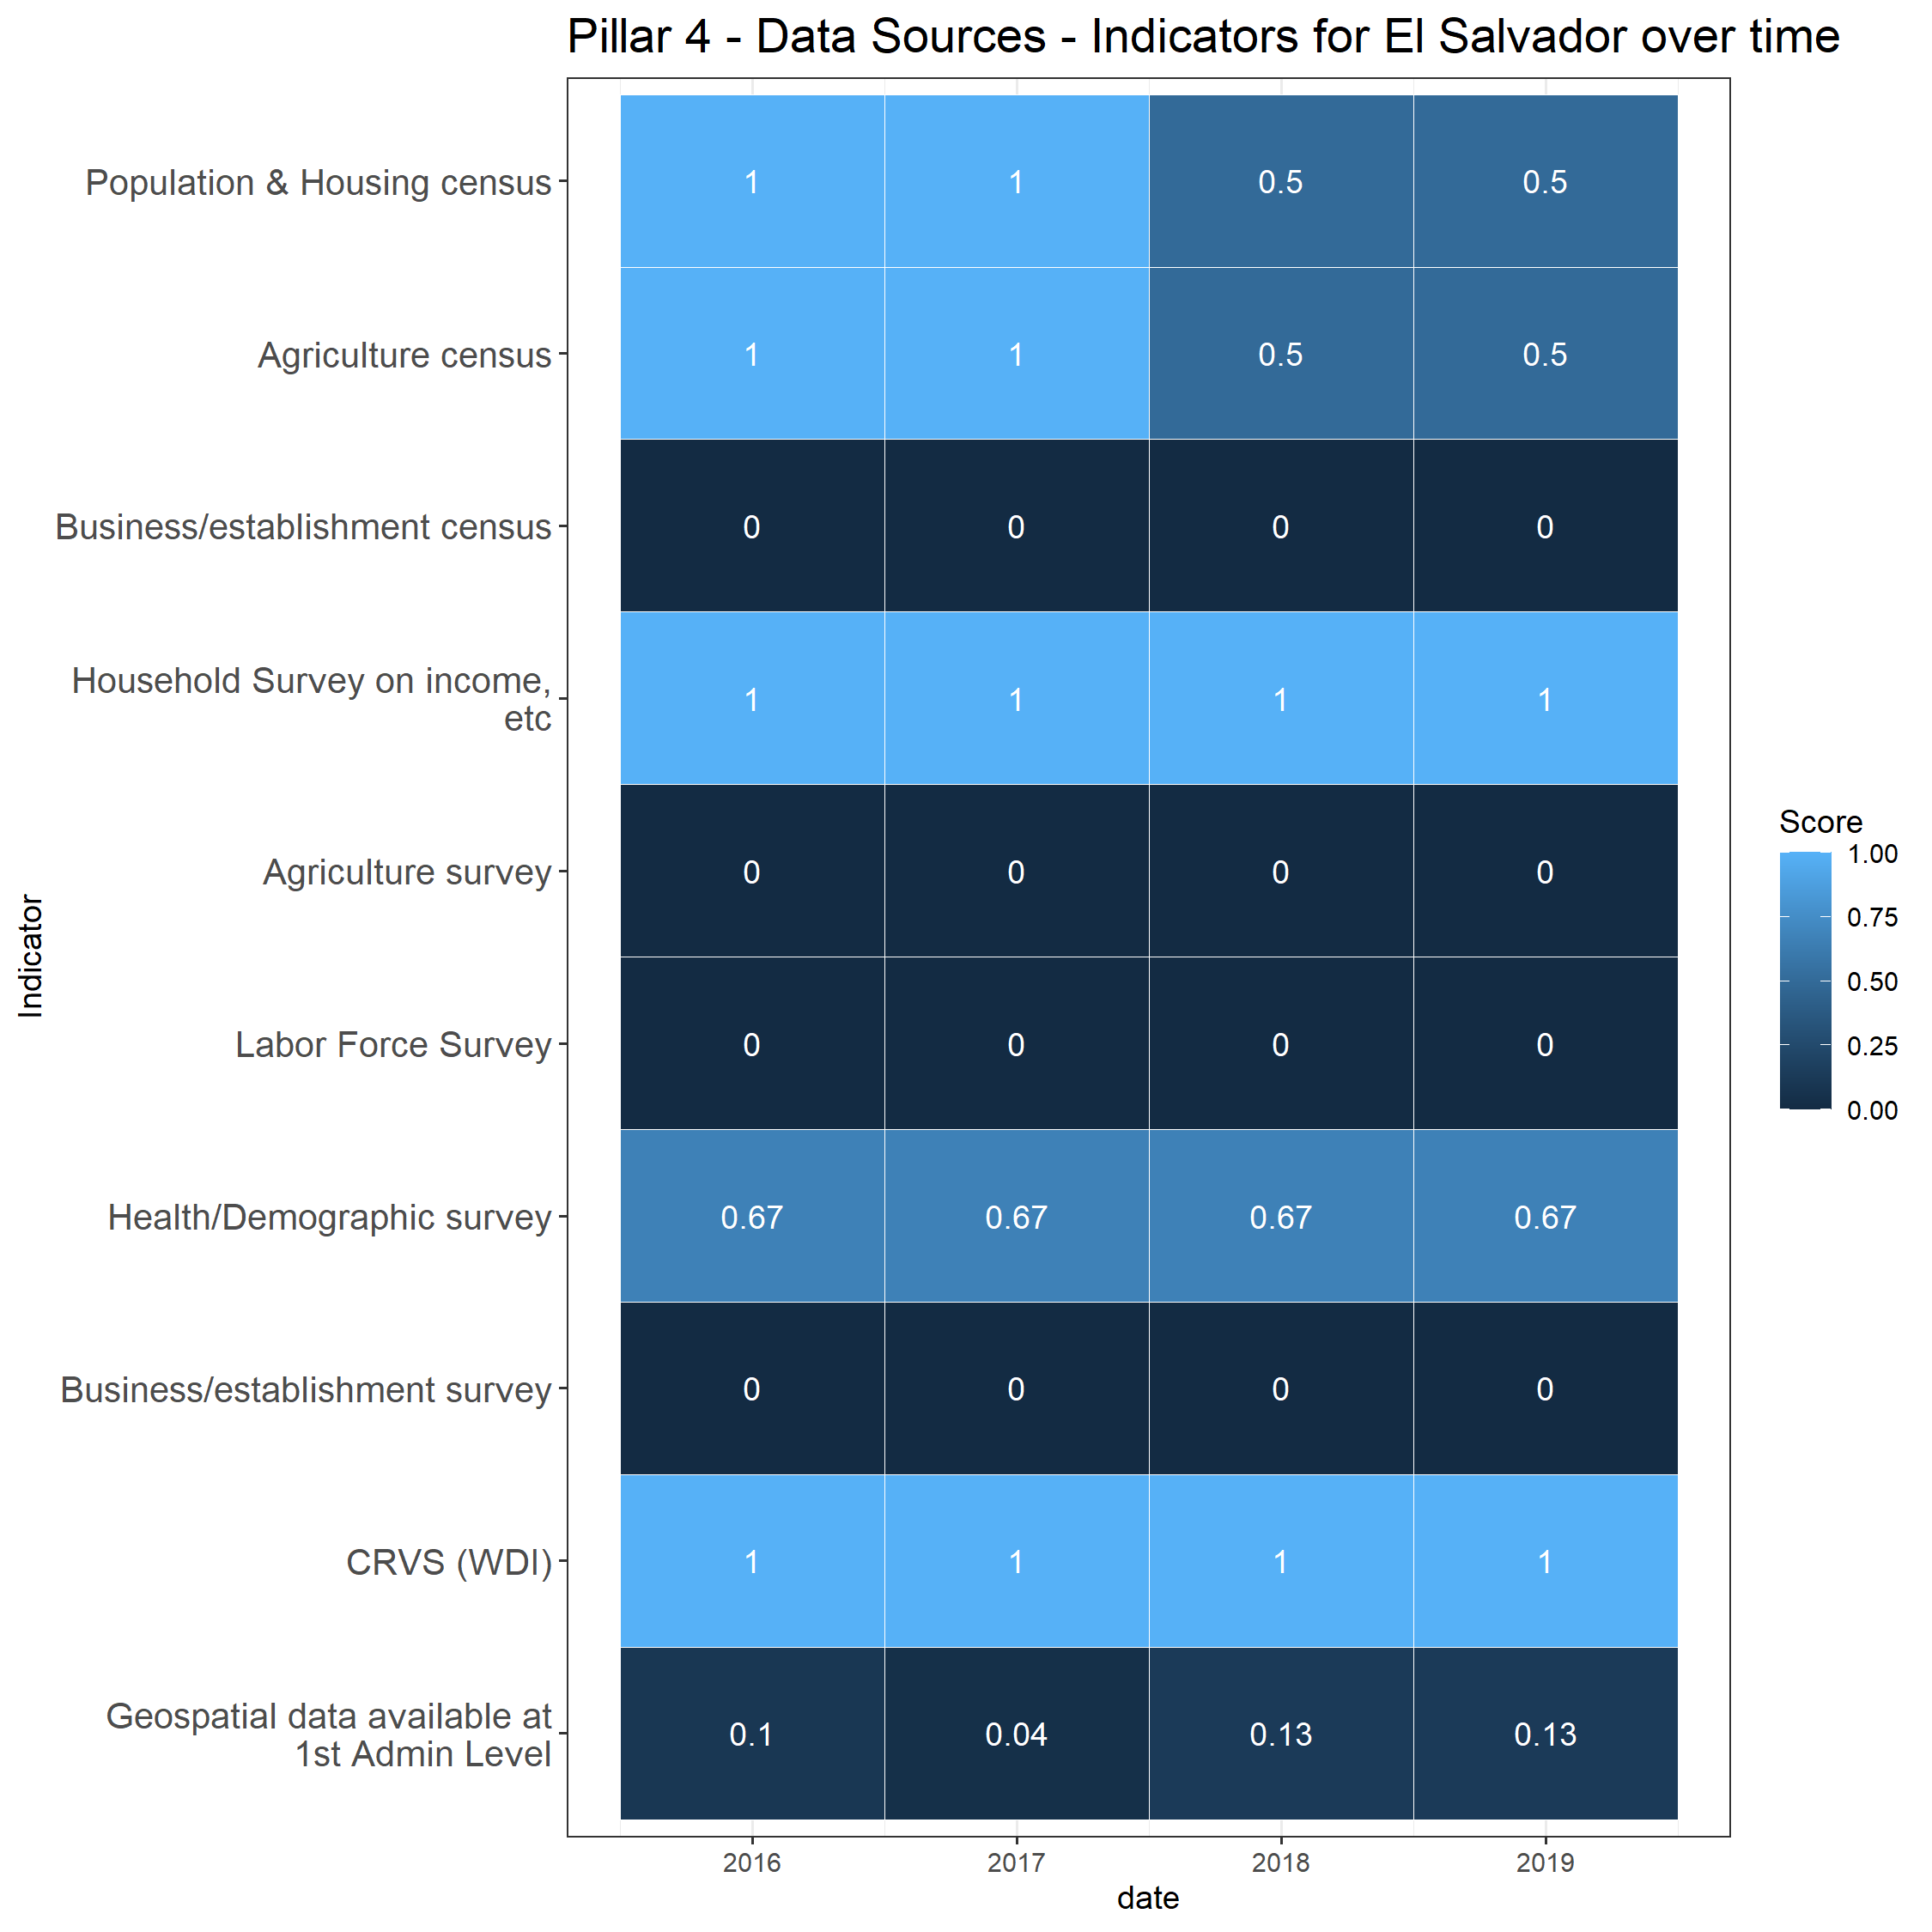 Pillar 4 - Data Sources - Indicators for El Salvador over time
Population & Housing census
1 1 0.5 0.5
Agriculture census
1 1 0.5 0.5
Business/establishment census
0 0 0 0
Household Survey on income,
etc
1 1 1 1
Agriculture survey
0 0 0 0
Labor Force Survey
0 0 0 0
Health/Demographic survey
0.67 0.67 0.67 0.67
Business/establishment survey
0 0 0 0
CRVS (WDI)
1 1 1 1
Geospatial data available at
1st Admin Level
0.1 0.04 0.13 0.13
2016 2017 2018 2019
date
Indicator
Score
1.00
0.75
0.50
0.25
0.00